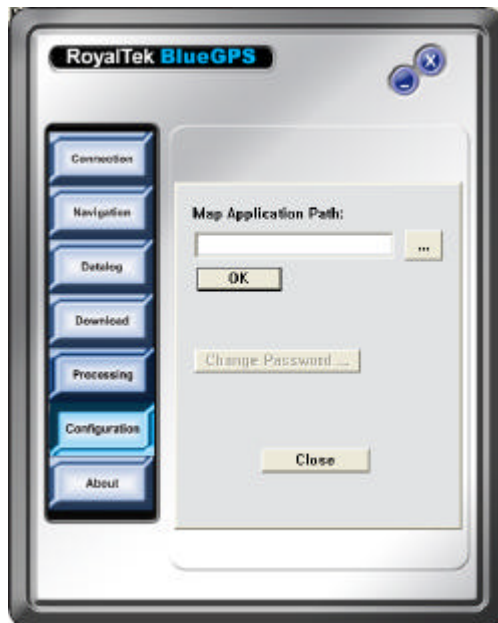 RoyalTek BlueGPS
Connection
Navigation
Datalog
Download
Processing
Configuration
About
Map Application Path:
...
OK
Change Password ...
Close